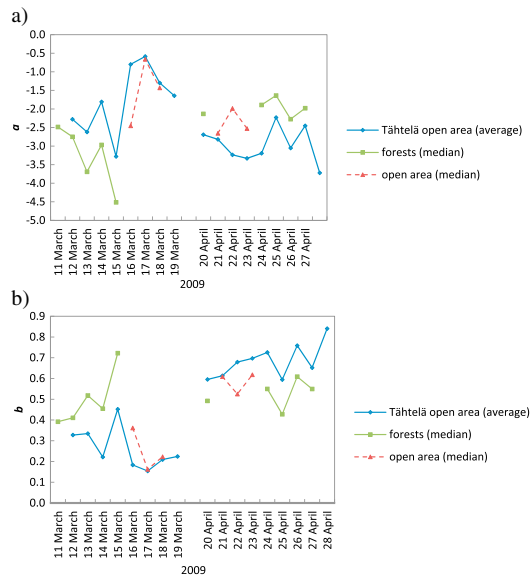 a)
0.0
-0.5
-1.0
-1.5
-2.0
-2.5
-3.0
-3.5
-4.0
-4.5
-5.0
a
11 March
12 March
13 March
14 March
15 March
16 March
17 March
18 March
19 March
20 April
21 April
22 April
23 April
24 April
25 April
26 April
27 April
2009
Tähtelä open area (average)
forests (median)
open area (median)
b)
0.9
0.8
0.7
0.6
0.5
0.4
0.3
0.2
0.1
0.0
b
11 March
12 March
13 March
14 March
15 March
16 March
17 March
18 March
19 March
20 April
21 April
22 April
23 April
24 April
25 April
26 April
27 April
28 April
2009
Tähtelä open area (average)
forests (median)
open area (median)